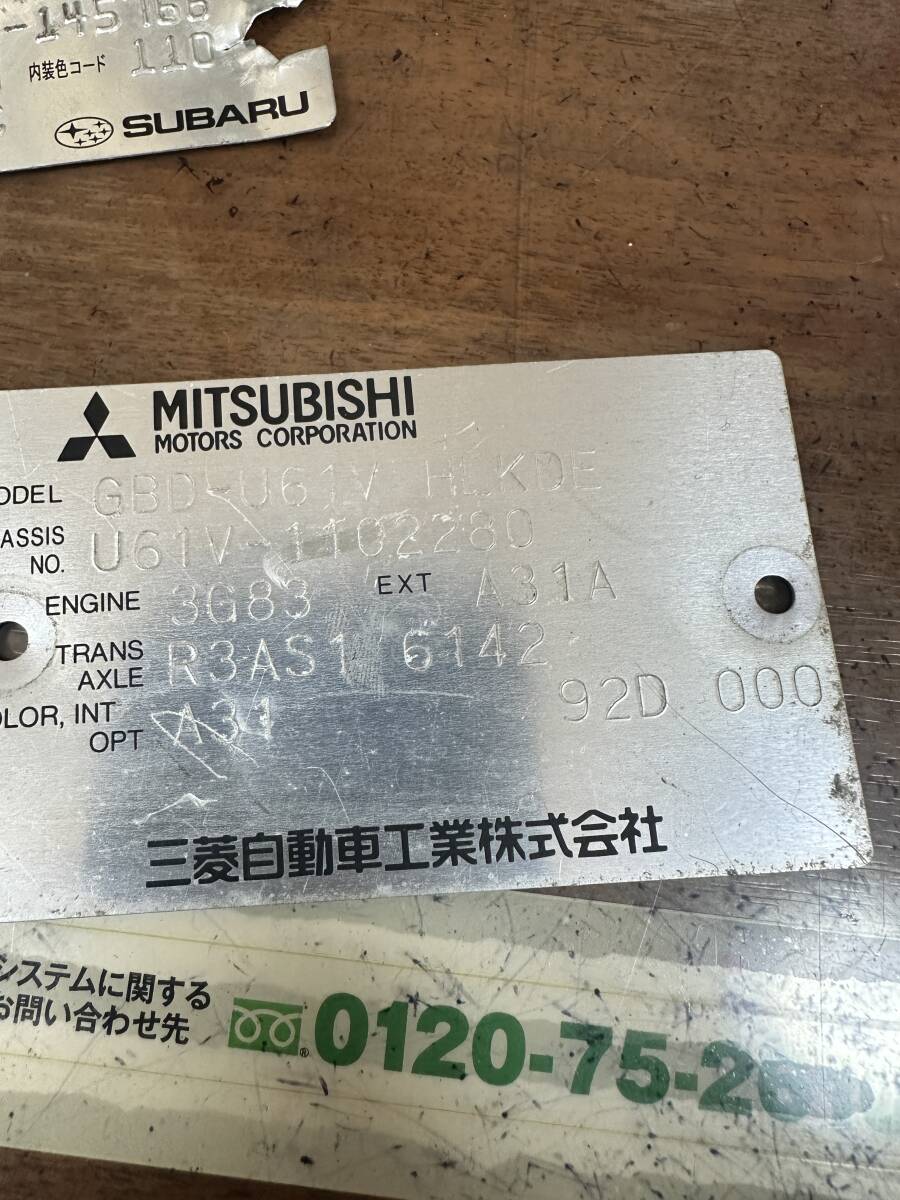 -145166
内装色コード 110
SUBARU
MITSUBISHI
MOTORS CORPORATION
MODEL GBD-U61V HLKDE
ASSIS
NO. U61V-1102280
ENGINE 3G83 EXT A31A
TRANS
AXLE R3AS1 6142
OLOR, INT
OPT A31 92D 000
三菱自動車工業株式会社
システムに関する
お問い合わせ先
0120-75-2